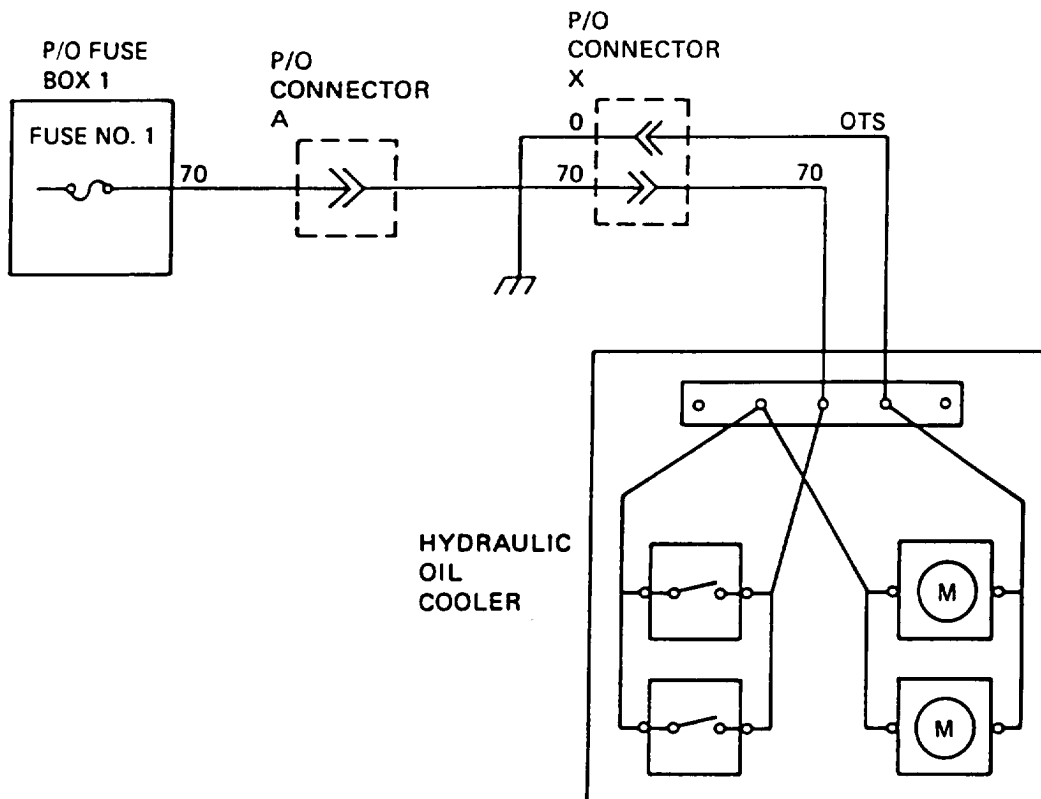 P/O FUSE
BOX 1
FUSE NO. 1
70
P/O
CONNECTOR
A
P/O
CONNECTOR
X
0
OTS
70
70
HYDRAULIC
OIL
COOLER
M
M